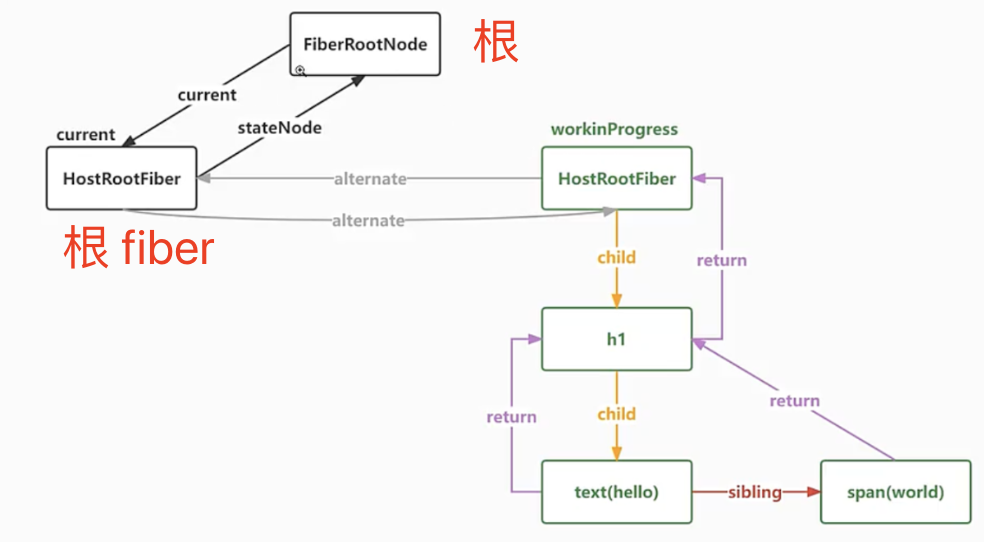 FiberRootNode
根
current
stateNode
current
HostRootFiber
根 fiber
alternate
alternate
workinProgress
HostRootFiber
child
return
h1
return
child
return
text(hello)
sibling
span(world)